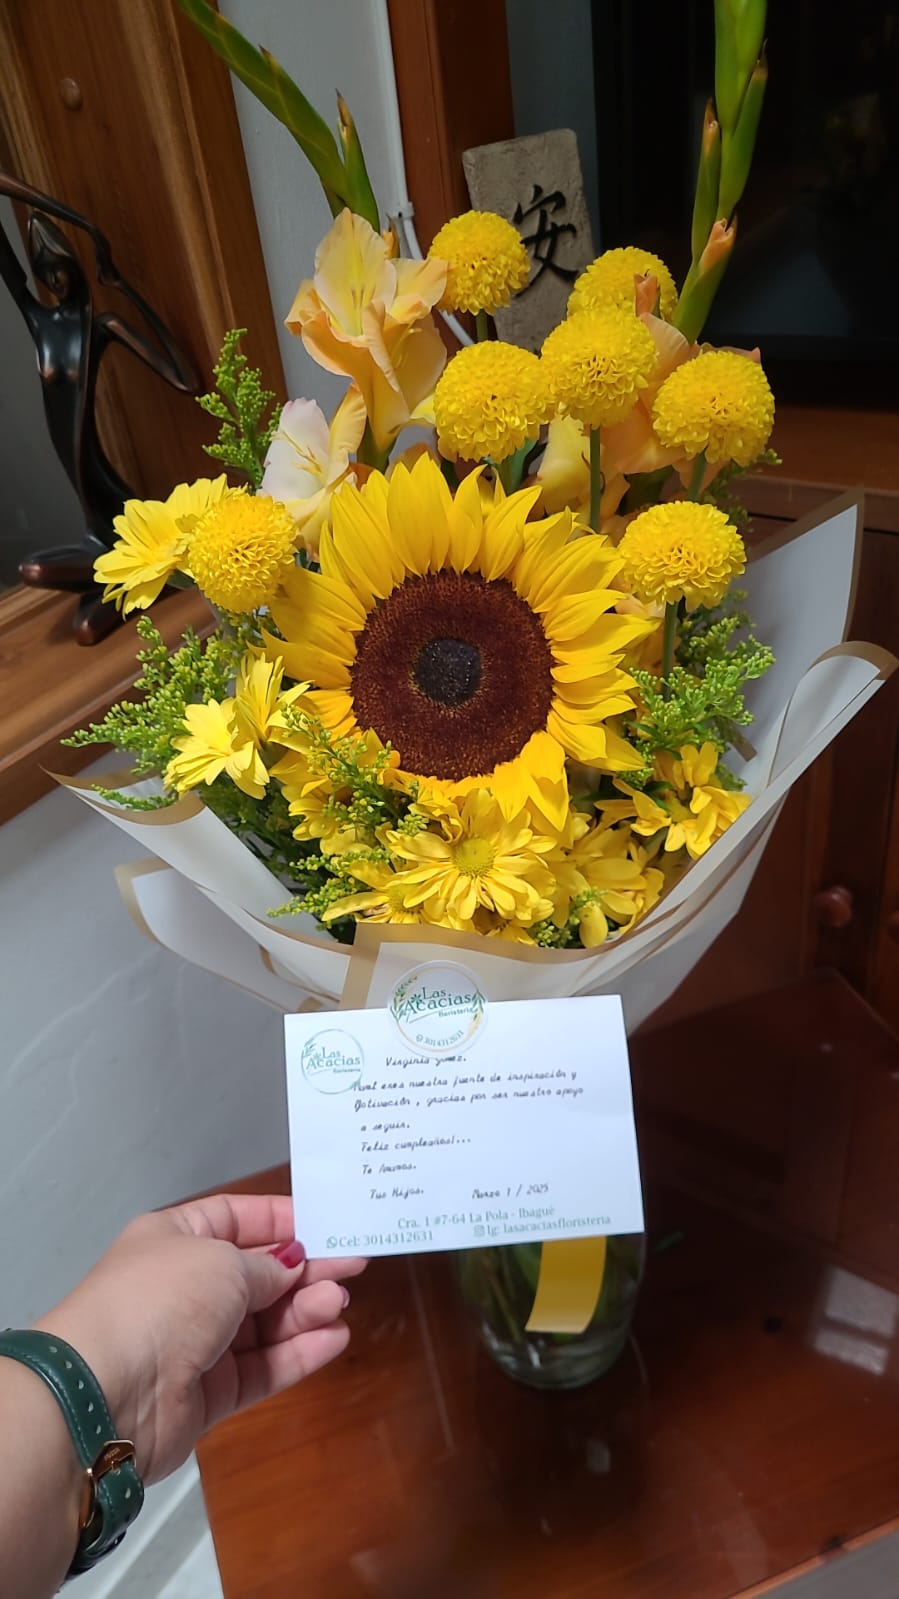 安
Las
Acacias
floristería
3014312631
Las
Acacias
floristería
Virginia
Mami eres nuestra fuente de inspiración y
Motivación, gracias por ser nuestro apoyo
a seguir.
Feliz cumpleaños!...
Te Amamos.
Tus Hijos. Marzo 1 / 2025
Cra. 1 #7-64 La Pola - Ibagué
Cel: 3014312631 Ig: lasacaciasfloristeria